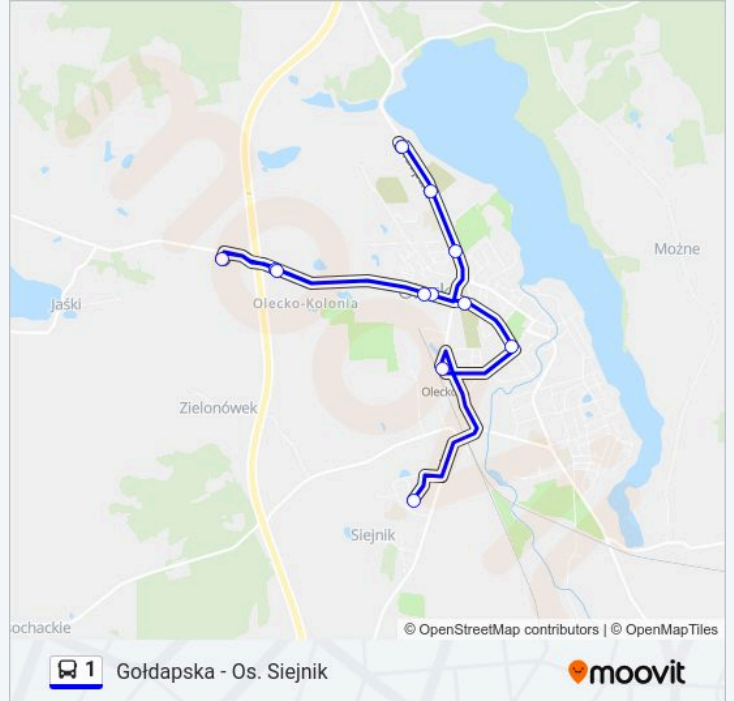 Możne
Olecko-Kolonia
Jaśki
Olecko
Zielonówek
Siejnik
ochackie
© OpenStreetMap contributors | © OpenMapTiles
1 Gołdapska - Os. Siejnik
moovit